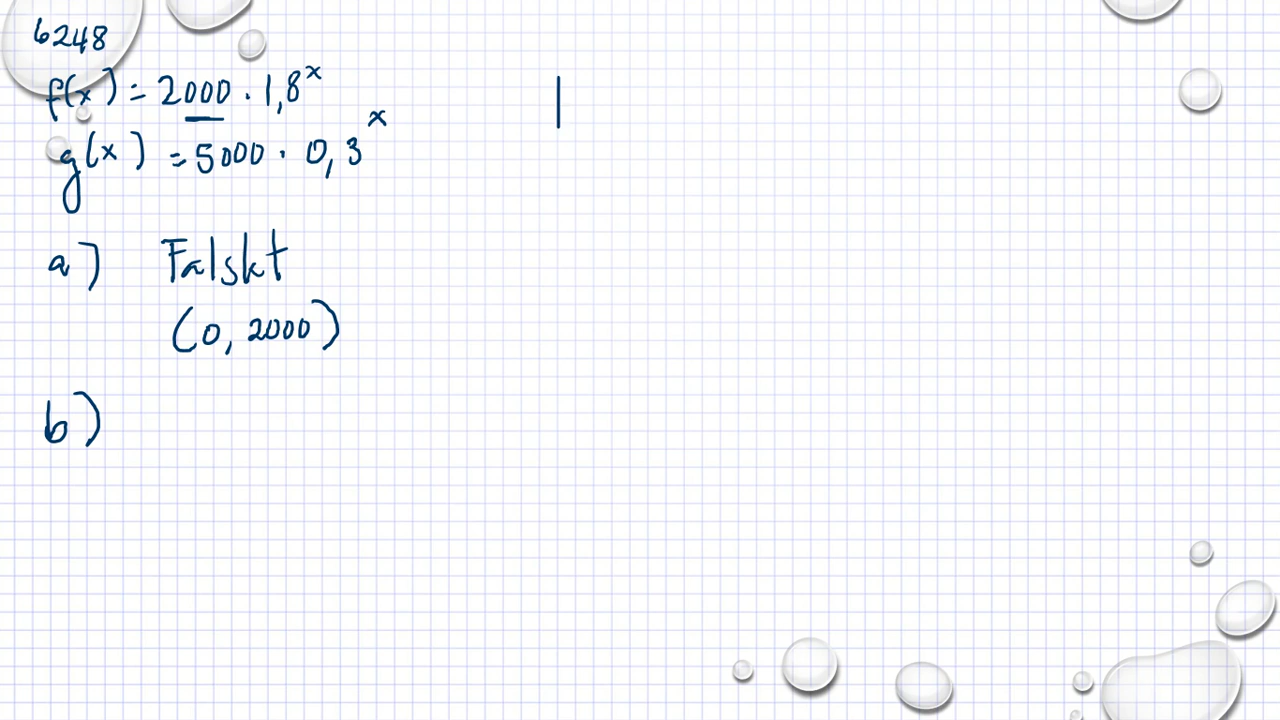 6248
f(x) = 2000 · 1,8^x
g(x) = 5000 · 0,3^x
a) Falskt
(0, 2000)
b)